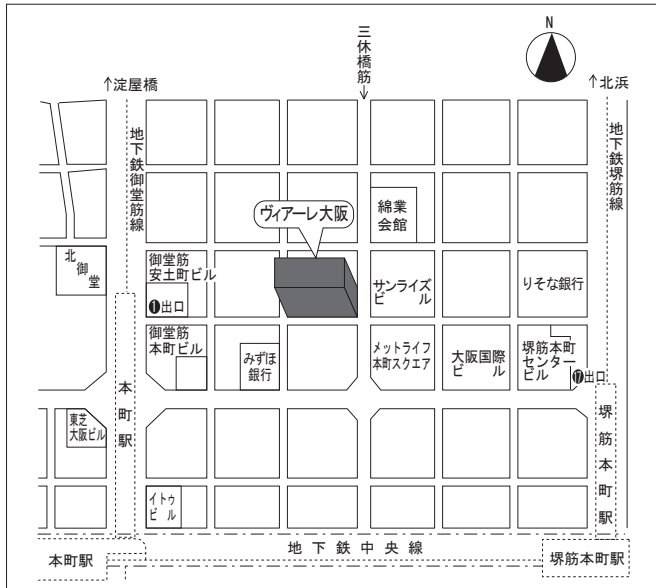 N
三休橋筋
↓
↑淀屋橋
↑北浜
地下鉄御堂筋線
地下鉄堺筋線
綿業
会館
ヴィアーレ大阪
北御堂
御堂筋
安土町ビル
❶出口
サンライズ
ビル
りそな銀行
御堂筋
本町ビル
みずほ
銀行
メットライフ
本町スクエア
大阪国際
ビル
堺筋本町
センター
ビル
⓱出口
本町駅
東芝
大阪ビル
堺筋本町駅
イトゥ
ビル
地下鉄中央線
本町駅
堺筋本町駅